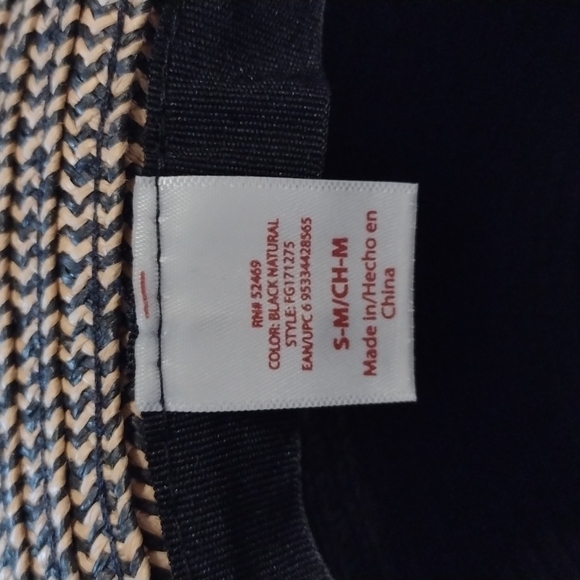 RN# 52469
COLOR: BLACK NATURAL
STYLE: FG171275
EAN/UPC 6 95334428565
S-M/CH-M
Made in/Hecho en
China